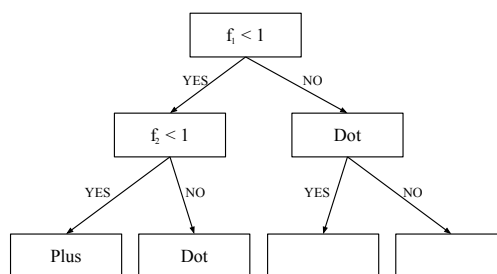 f₁ < 1
YES NO
f₂ < 1 Dot
YES NO YES NO
Plus Dot